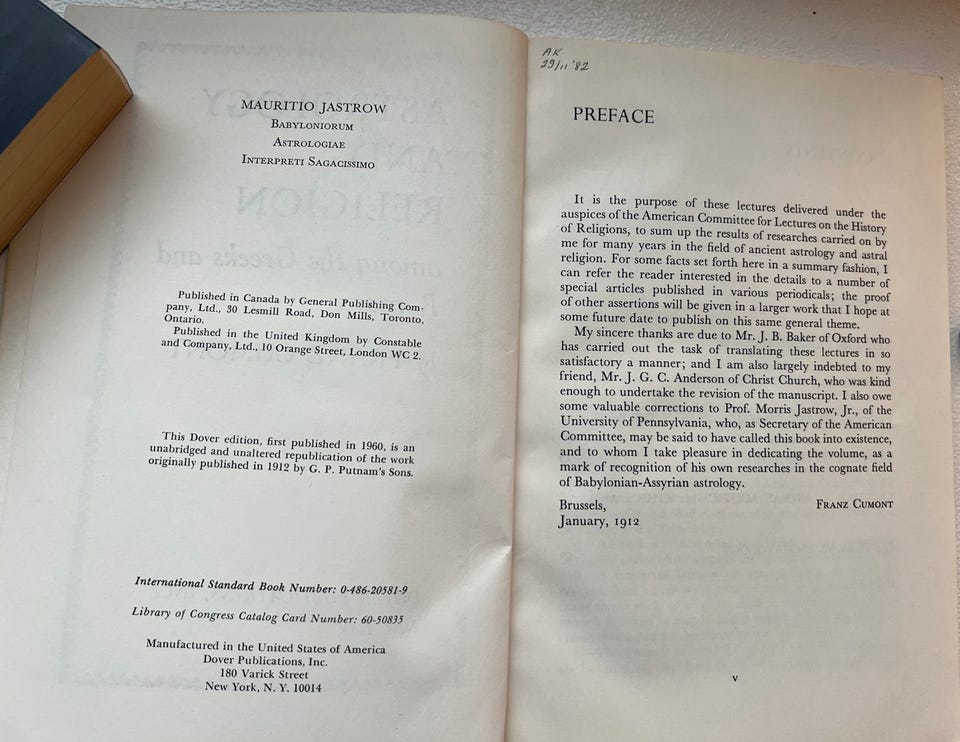 MAURITIO JASTROW
BABYLONIORUM
ASTROLOGIAE
INTERPRETI SAGACISSIMO
Published in Canada by General Publishing Com-
pany, Ltd., 30 Lesmill Road, Don Mills, Toronto,
Ontario.
Published in the United Kingdom by Constable
and Company, Ltd., 10 Orange Street, London WC 2.
This Dover edition, first published in 1960, is an
unabridged and unaltered republication of the work
originally published in 1912 by G. P. Putnam's Sons.
International Standard Book Number: 0-486-20581-9
Library of Congress Catalog Card Number: 60-50835
Manufactured in the United States of America
Dover Publications, Inc.
180 Varick Street
New York, N. Y. 10014
AK
29/11 '82
PREFACE
It is the purpose of these lectures delivered under the
auspices of the American Committee for Lectures on the History
of Religions, to sum up the results of researches carried on by
me for many years in the field of ancient astrology and astral
religion. For some facts set forth here in a summary fashion, I
can refer the reader interested in the details to a number of
special articles published in various periodicals; the proof
of other assertions will be given in a larger work that I hope at
some future date to publish on this same general theme.
My sincere thanks are due to Mr. J. B. Baker of Oxford who
has carried out the task of translating these lectures in so
satisfactory a manner; and I am also largely indebted to my
friend, Mr. J. G. C. Anderson of Christ Church, who was kind
enough to undertake the revision of the manuscript. I also owe
some valuable corrections to Prof. Morris Jastrow, Jr., of the
University of Pennsylvania, who, as Secretary of the American
Committee, may be said to have called this book into existence,
and to whom I take pleasure in dedicating the volume, as a
mark of recognition of his own researches in the cognate field
of Babylonian-Assyrian astrology.
Brussels, FRANZ CUMONT
January, 1912
v